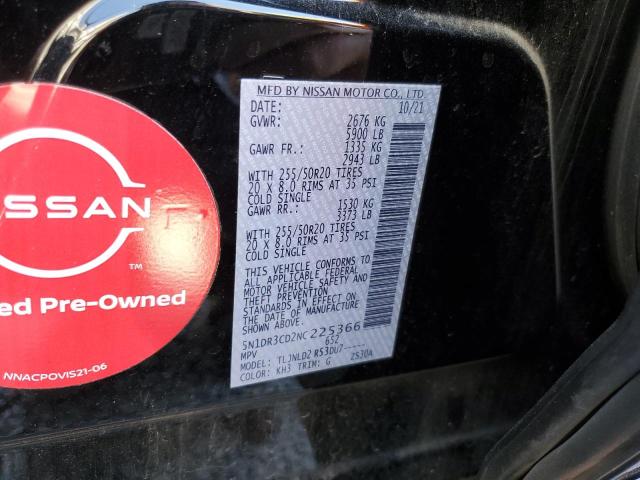 MFD BY NISSAN MOTOR CO., LTD
DATE: 10/21
GVWR: 2676 KG
5900 LB
GAWR FR.: 1335 KG
2943 LB
WITH 255/50R20 TIRES
20 X 8.0 RIMS AT 35 PSI
COLD SINGLE
GAWR RR.: 1530 KG
3373 LB
WITH 255/50R20 TIRES
20 X 8.0 RIMS AT 35 PSI
COLD SINGLE
THIS VEHICLE CONFORMS TO
ALL APPLICABLE FEDERAL
MOTOR VEHICLE SAFETY AND
THEFT PREVENTION
STANDARDS IN EFFECT ON
THE DATE OF MANUFACTURE
SHOWN ABOVE.
5N1DR3CD2NC225366
652
MPV
MODEL: TLJNLD2 R53DU7-----
COLOR: KH3 TRIM: G ZS30A
ISSAN
TM
ed Pre-Owned
NNACPOVIS21-06